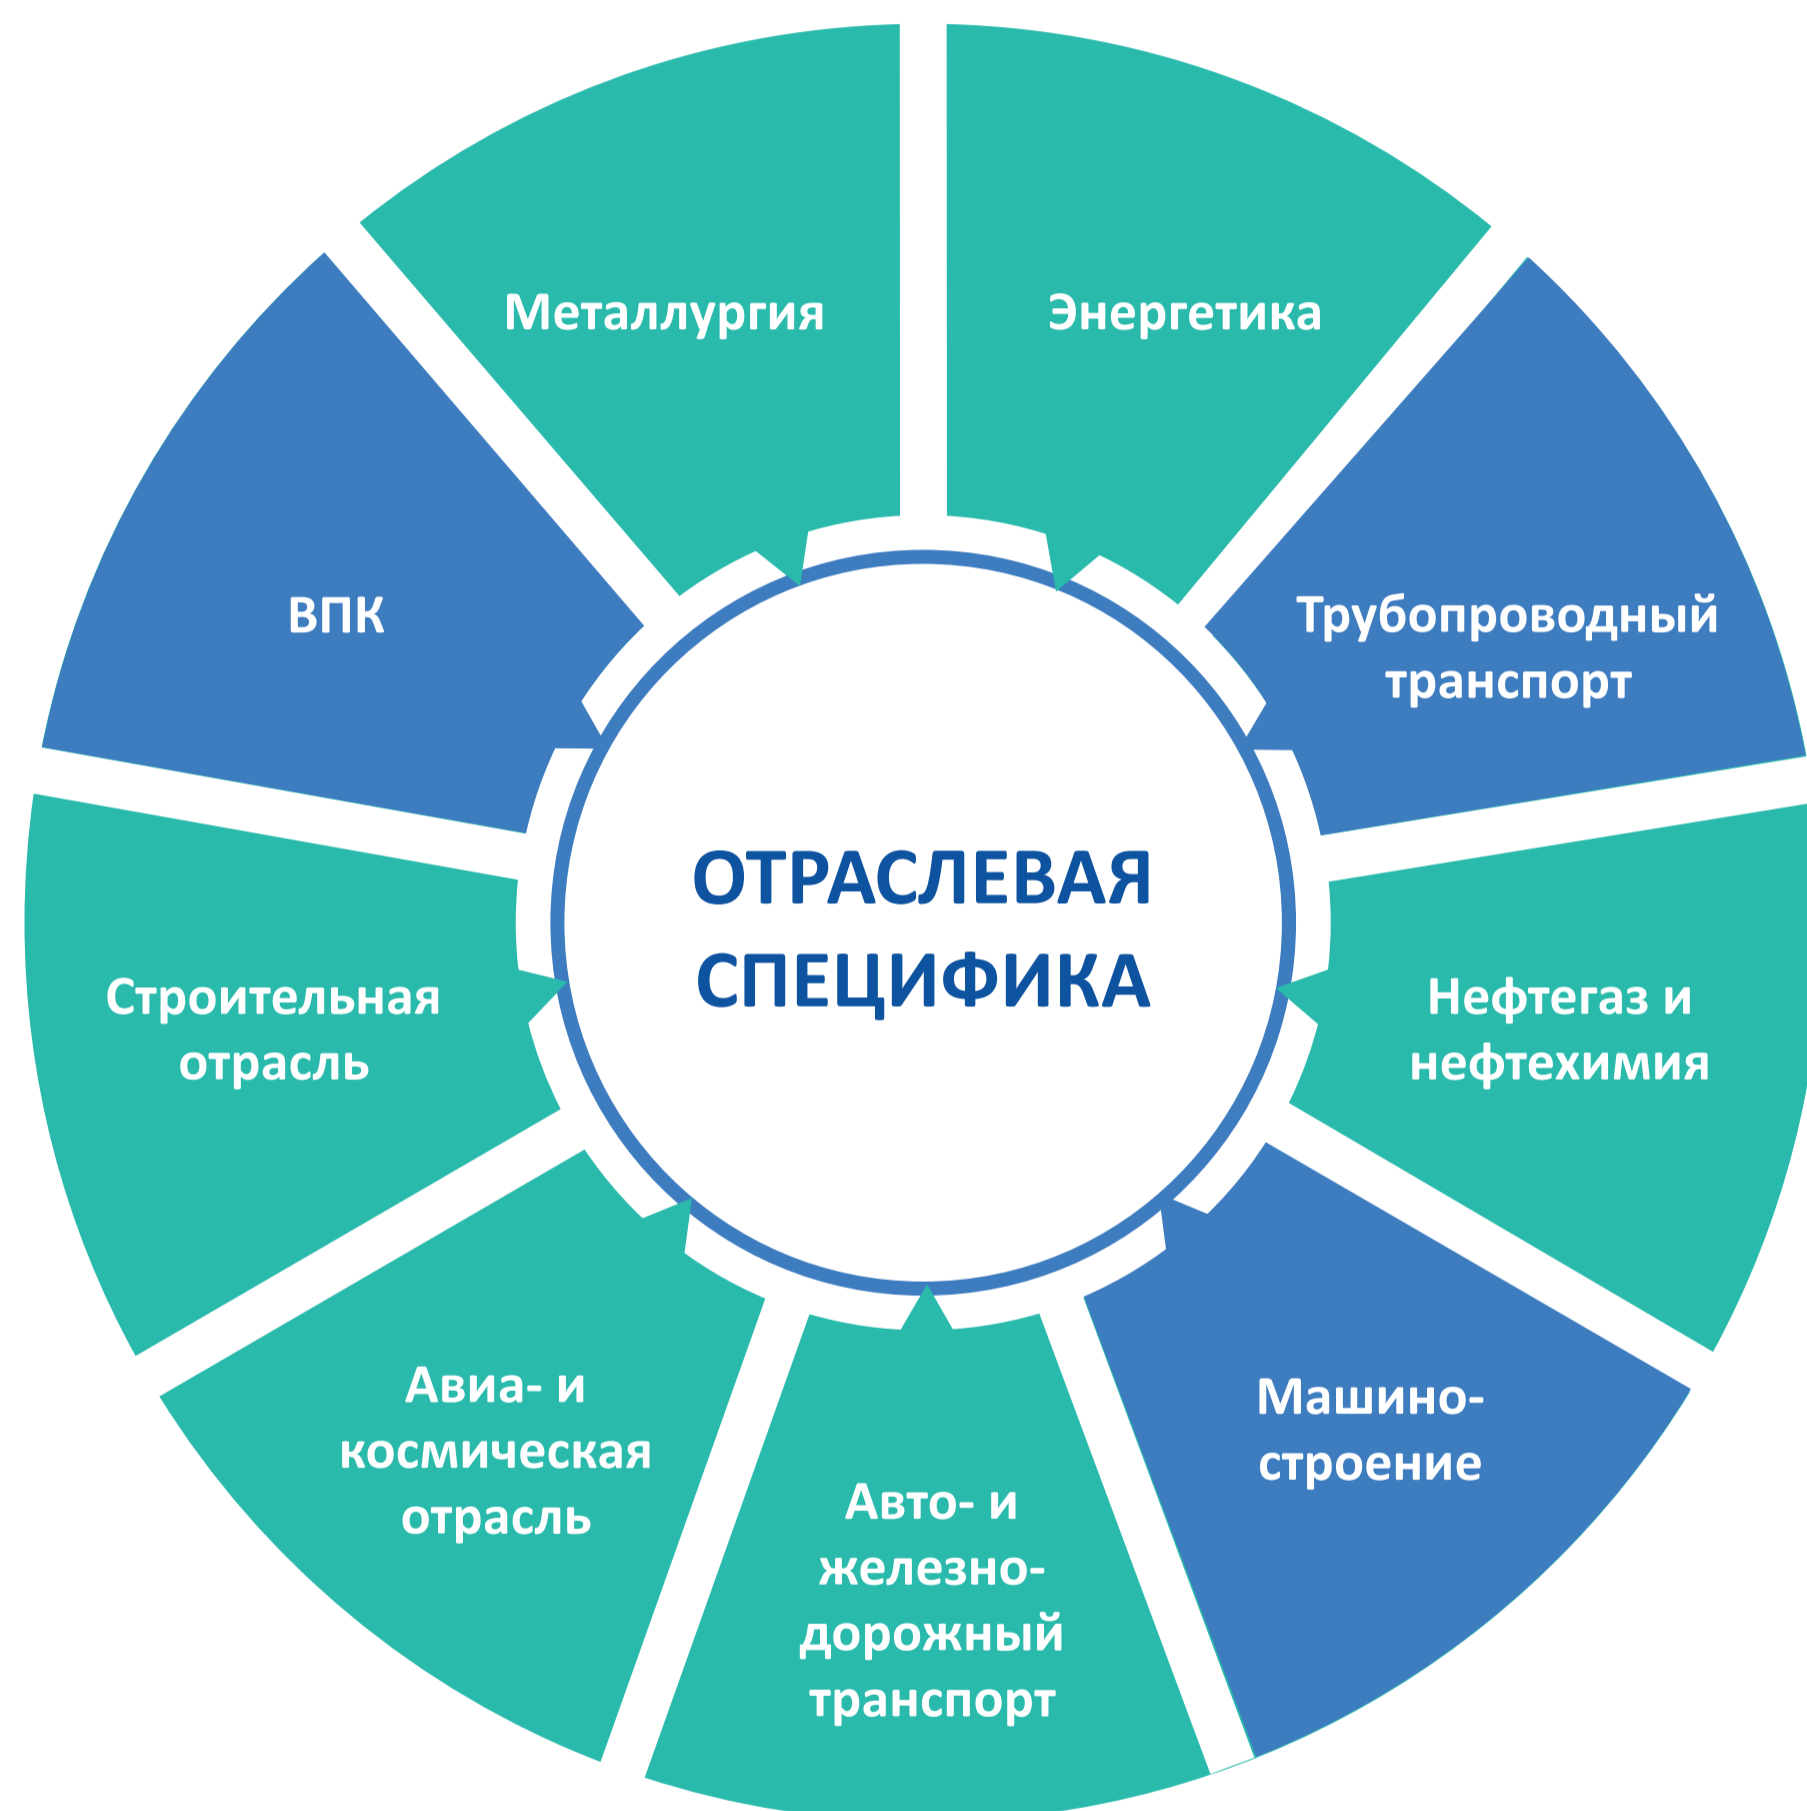 Металлургия
Энергетика
ВПК
Трубопроводный
транспорт
ОТРАСЛЕВАЯ
СПЕЦИФИКА
Строительная
отрасль
Нефтегаз и
нефтехимия
Авиа- и
космическая
отрасль
Авто- и
железно-
дорожный
транспорт
Машино-
строение